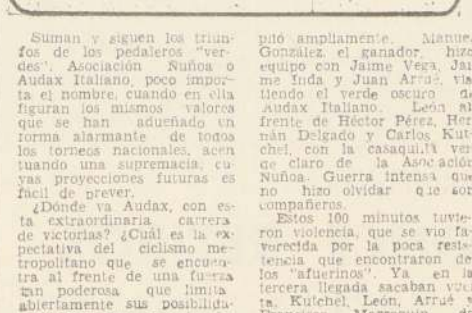 Suman y siguen los triun-
fos de los pedaleros "ver-
des". Asociación Ñuñoa o
Audax Italiano, poco impor-
ta el nombre, cuando en ella
figuran los mismos valores
que se han adueñado en
forma alarmante de todos
los torneos nacionales, acen
tuando una supremacía, cu-
yas proyecciones futuras es
fácil de prever.
¿Dónde va Audax, con es-
ta extraordinaria carrera
de victorias? ¿Cuál es la ex-
pectativa del ciclismo me-
tropolitano que se encuen-
tra al frente de una fuerza
tan poderosa que limita
abiertamente sus posibilida-
pitó ampliamente. Manuel
González, el ganador, hizo
equipo con Jaime Vega, Jai
me Inda y Juan Arrué, vis
tiendo el verde oscuro de
Audax Italiano. León al
frente de Héctor Pérez, Her
nán Delgado y Carlos Kut
chel, con la casaquilla ver
de claro de la Asociación
Ñuñoa. Guerra intensa que
no hizo olvidar que son
compañeros.
Estos 100 minutos tuvie-
ron violencia, que se vio fa-
vorecida por la poca resis-
tencia que encontraron de
los "afuerinos". Ya en la
tercera llegada sacaban vuel
ta, Kutchel, León, Arrué y